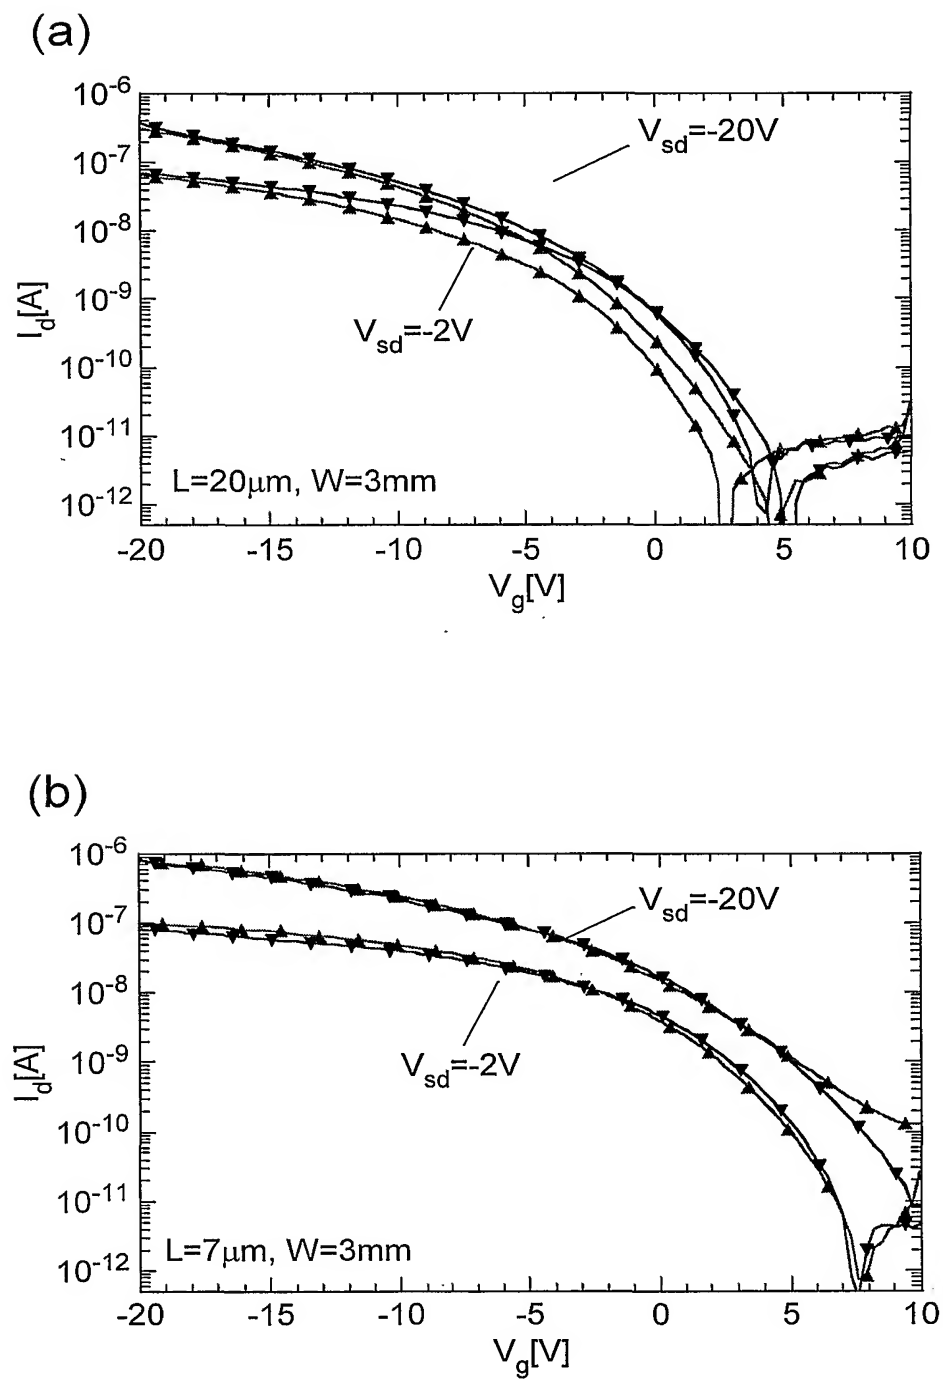 (a)
10-6
10-7
10-8
10-9
10-10
10-11
10-12
Id[A]
Vsd=-20V
Vsd=-2V
L=20μm, W=3mm
-20 -15 -10 -5 0 5 10
Vg[V]
(b)
10-6
10-7
10-8
10-9
10-10
10-11
10-12
Id[A]
Vsd=-20V
Vsd=-2V
L=7μm, W=3mm
-20 -15 -10 -5 0 5 10
Vg[V]